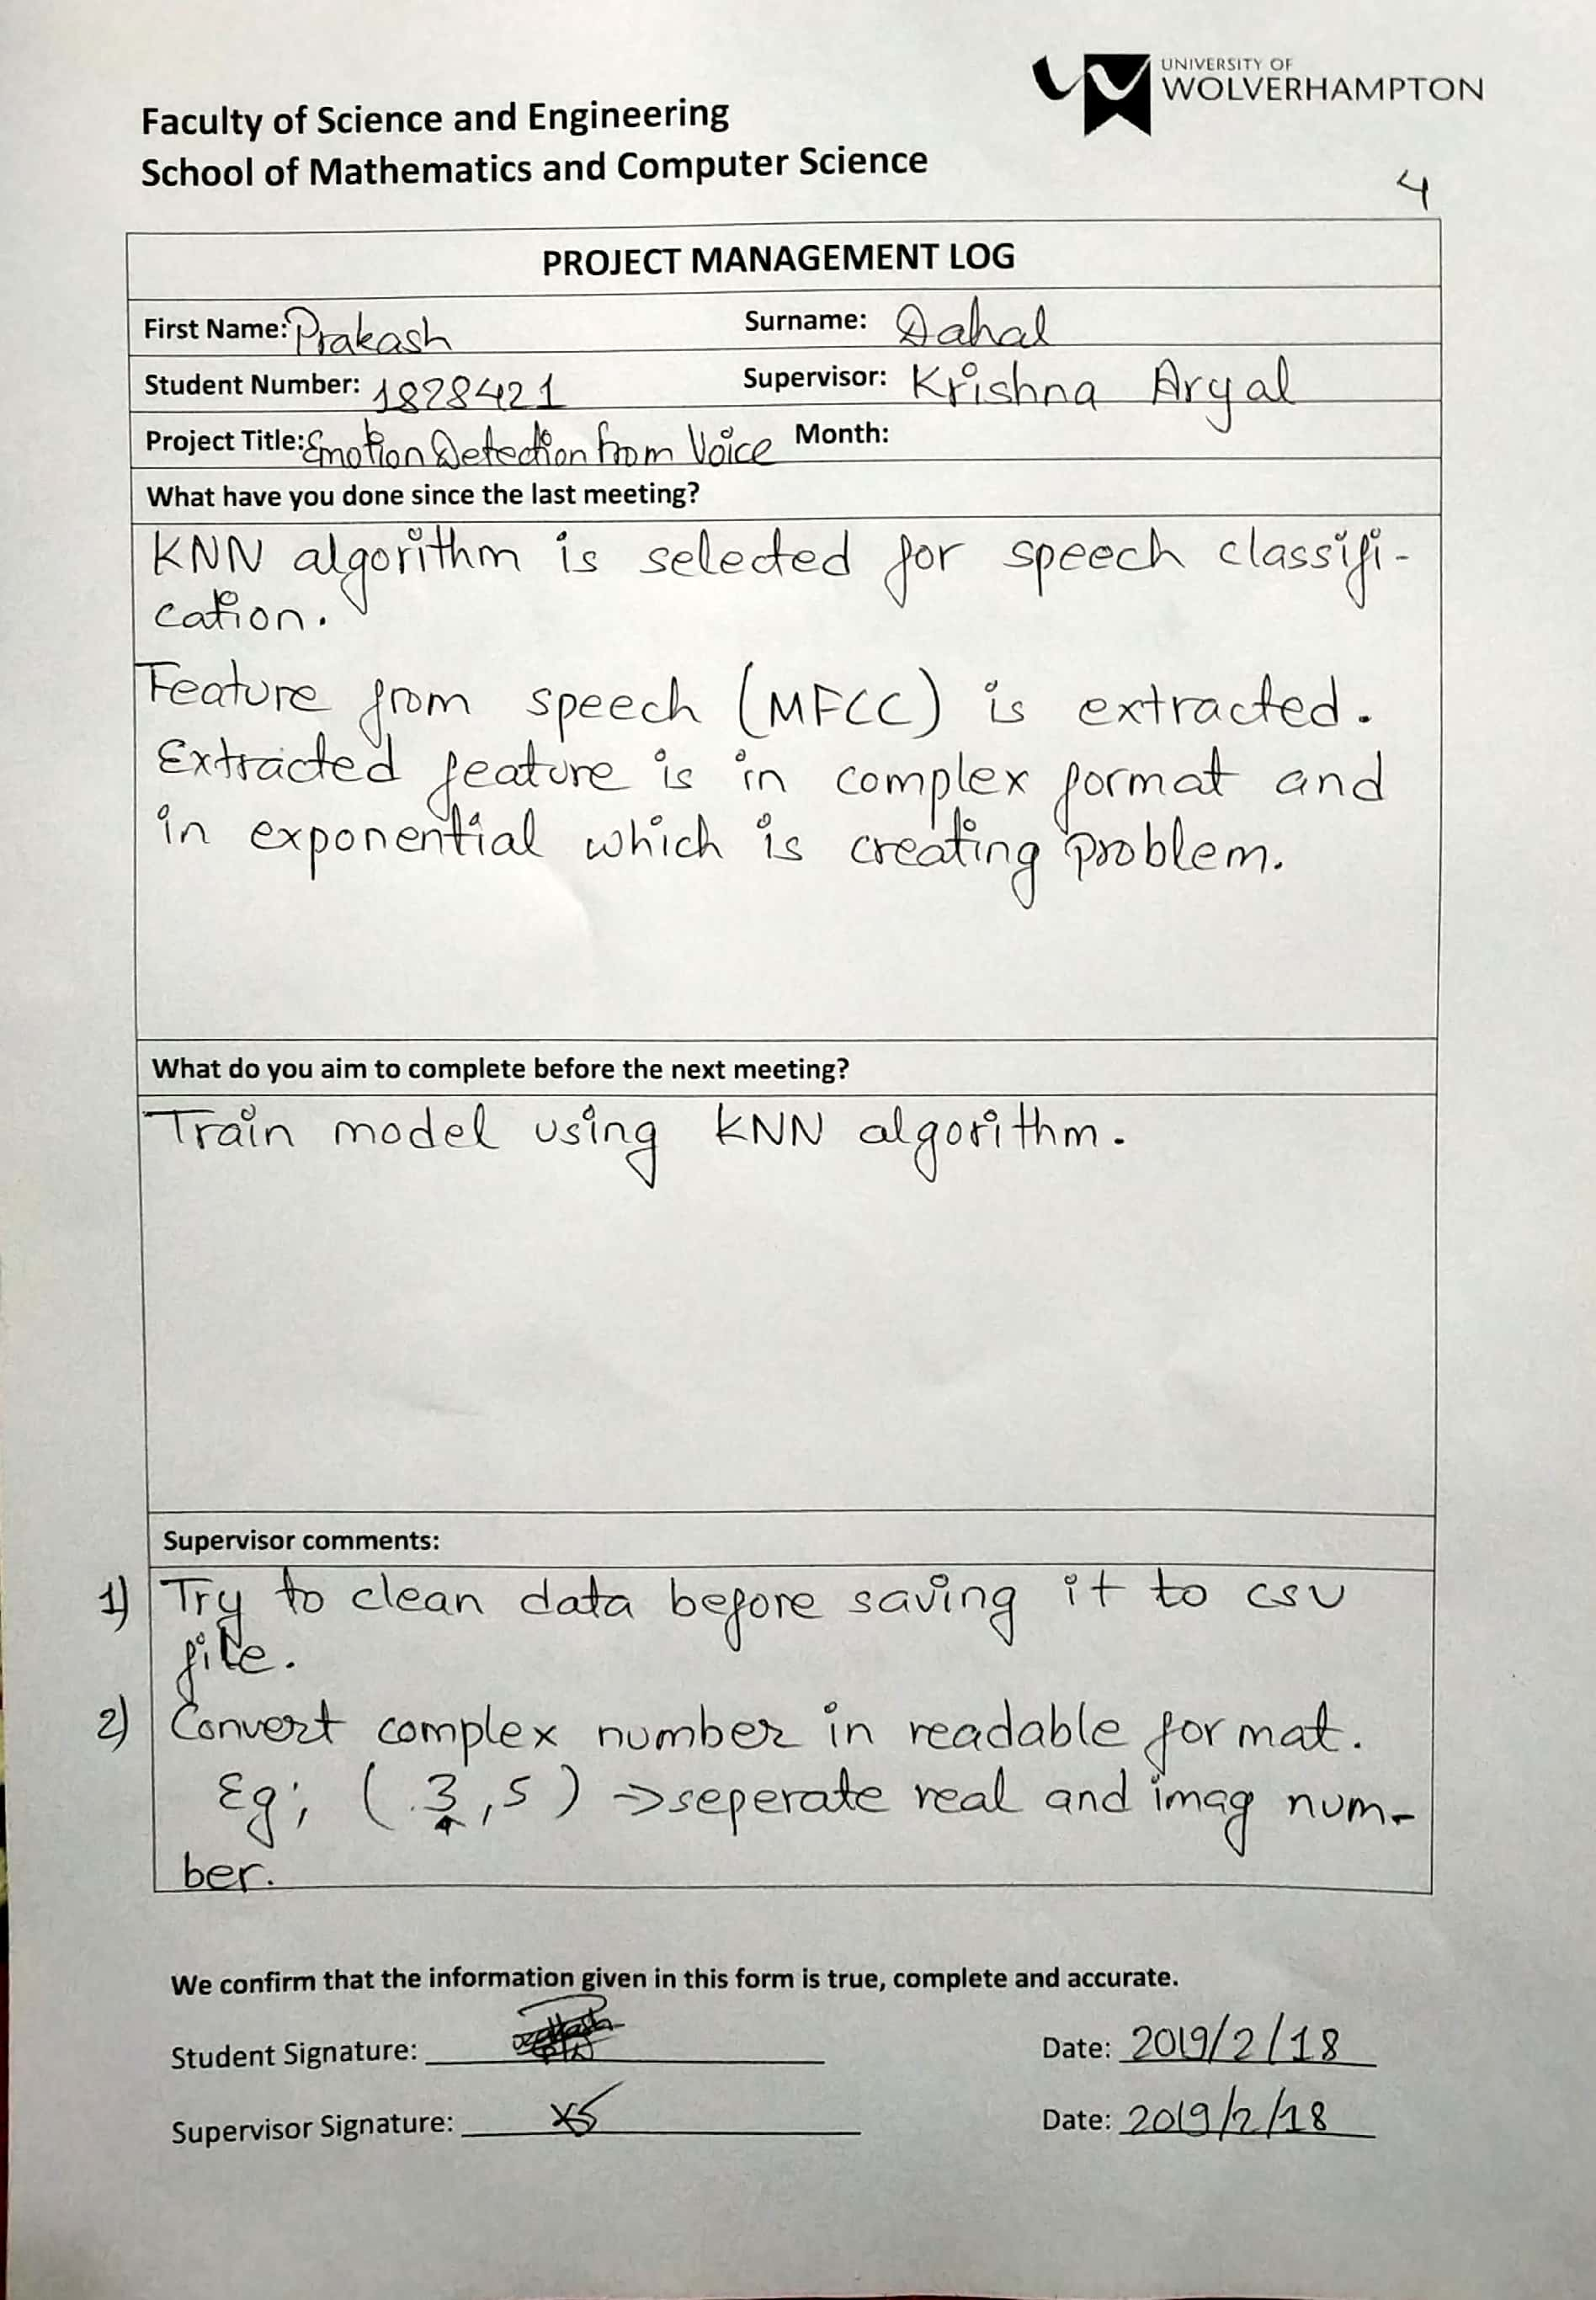 UNIVERSITY OF
WOLVERHAMPTON
Faculty of Science and Engineering
School of Mathematics and Computer Science
4
PROJECT MANAGEMENT LOG
First Name: Prakash Surname: Dahal
Student Number: 1828421 Supervisor: Krishna Aryal
Project Title: Emotion Detection from Voice Month:
What have you done since the last meeting?
KNN algorithm is selected for speech classifi-
cation.
Feature from speech (MFCC) is extracted.
Extracted feature is in complex format and
in exponential which is creating problem.
What do you aim to complete before the next meeting?
Train model using KNN algorithm.
Supervisor comments:
1) Try to clean data before saving it to csv
file.
2) Convert complex number in readable format.
Eg; (3,5) → seperate real and imag num-
ber.
We confirm that the information given in this form is true, complete and accurate.
Student Signature: Date: 2019/2/18
Supervisor Signature: Date: 2019/2/18